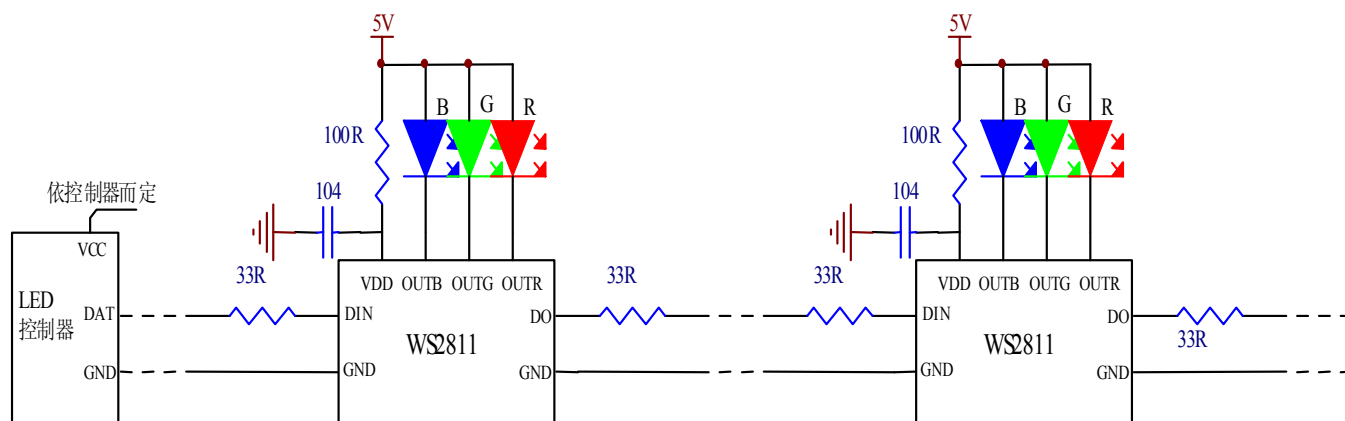 5V
5V
B G R
B G R
100R
100R
104
104
依控制器而定
VCC
33R
33R
33R
VDD OUTB OUTG OUTR
VDD OUTB OUTG OUTR
LED
控制器
DAT
DIN
DO
DIN
DO
33R
WS2811
WS2811
GND
GND
GND
GND
GND